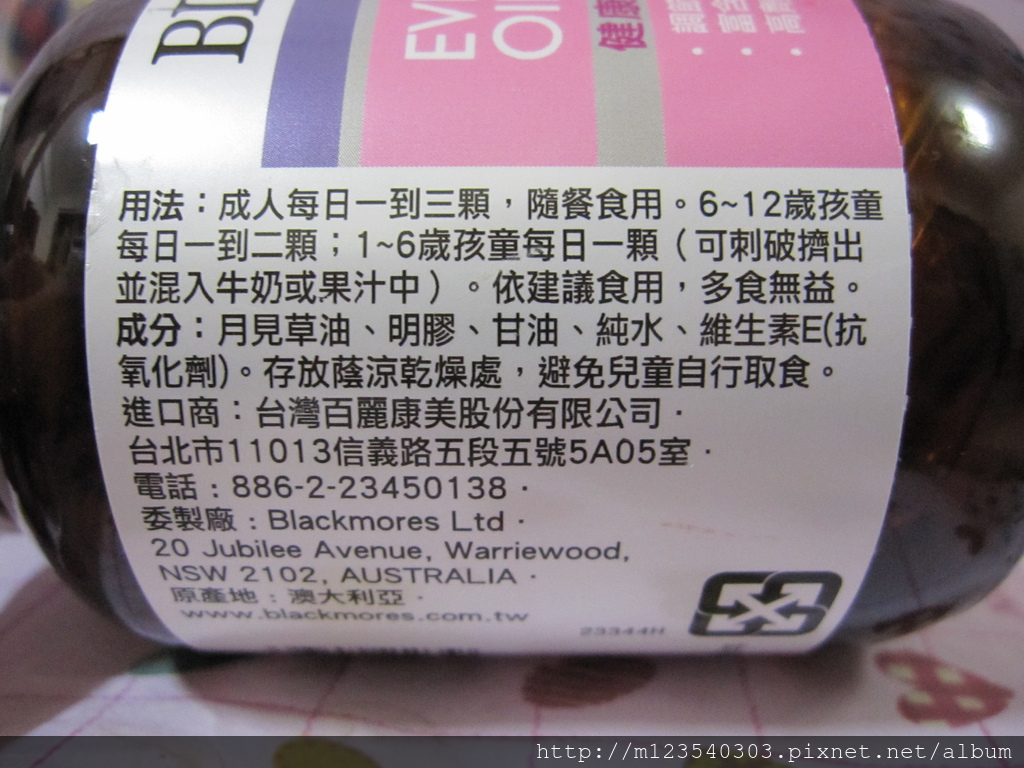 EV
OI
健康
用法：成人每日一到三顆，隨餐食用。6~12歲孩童
每日一到二顆；1~6歲孩童每日一顆（可刺破擠出
並混入牛奶或果汁中）。依建議食用，多食無益。
成分：月見草油、明膠、甘油、純水、維生素E(抗
氧化劑)。存放蔭涼乾燥處，避免兒童自行取食。
進口商：台灣百麗康美股份有限公司．
台北市11013信義路五段五號5A05室．
電話：886-2-23450138．
委製廠：Blackmores Ltd．
20 Jubilee Avenue, Warriewood,
NSW 2102, AUSTRALIA．
原產地：澳大利亞．
www.blackmores.com.tw
23344H
http://m123540303.pixnet.net/album